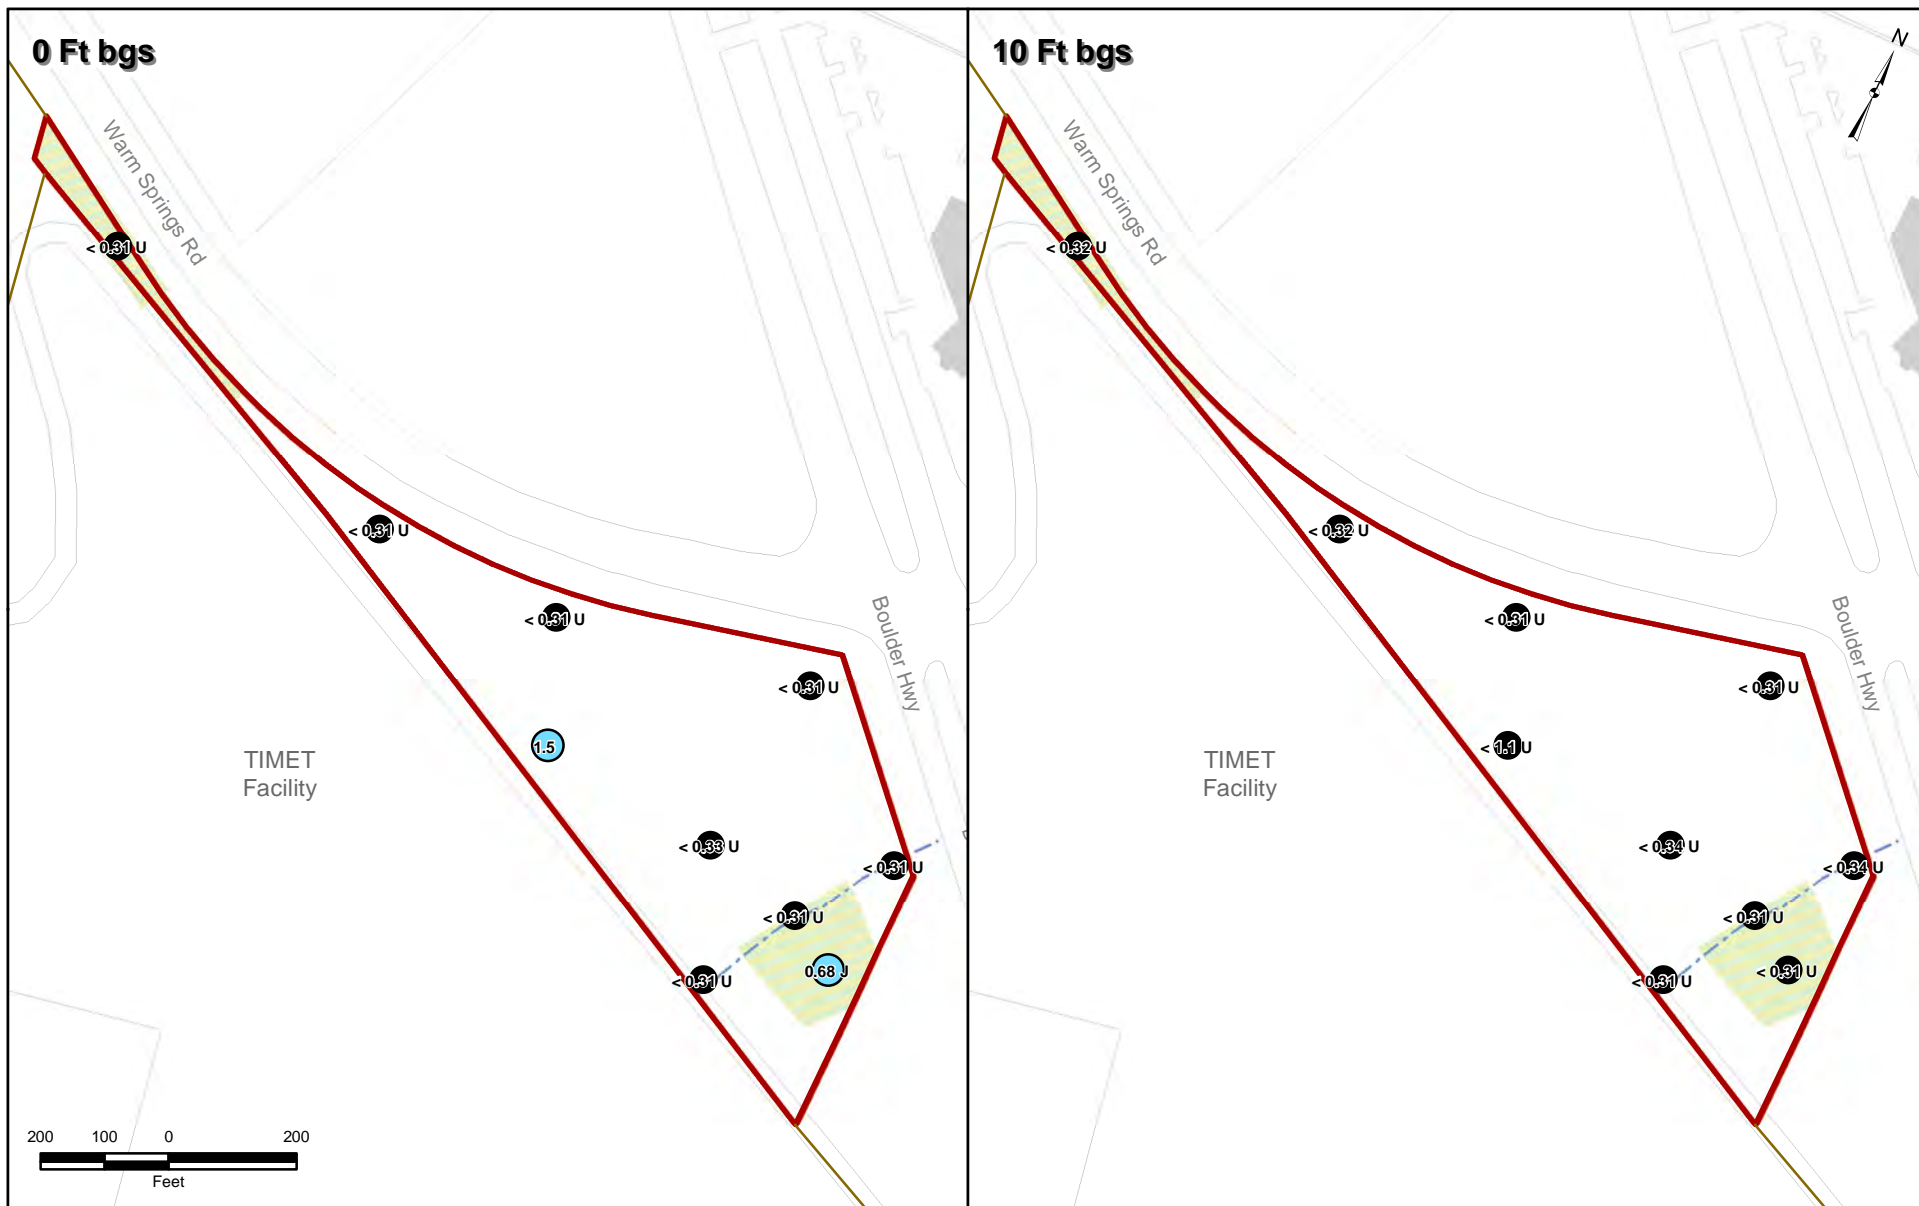 0 Ft bgs
Warm Springs Rd
< 0.31 U
< 0.31 U
< 0.31 U
Boulder Hwy
< 0.31 U
1.5
TIMET
Facility
< 0.33 U
< 0.31 U
< 0.31 U
0.68 J
< 0.31 U
200 100 0 200
Feet
10 Ft bgs
N
Warm Springs Rd
< 0.32 U
< 0.32 U
< 0.31 U
Boulder Hwy
< 0.31 U
< 1.1 U
TIMET
Facility
< 0.34 U
< 0.34 U
< 0.31 U
< 0.31 U
< 0.31 U